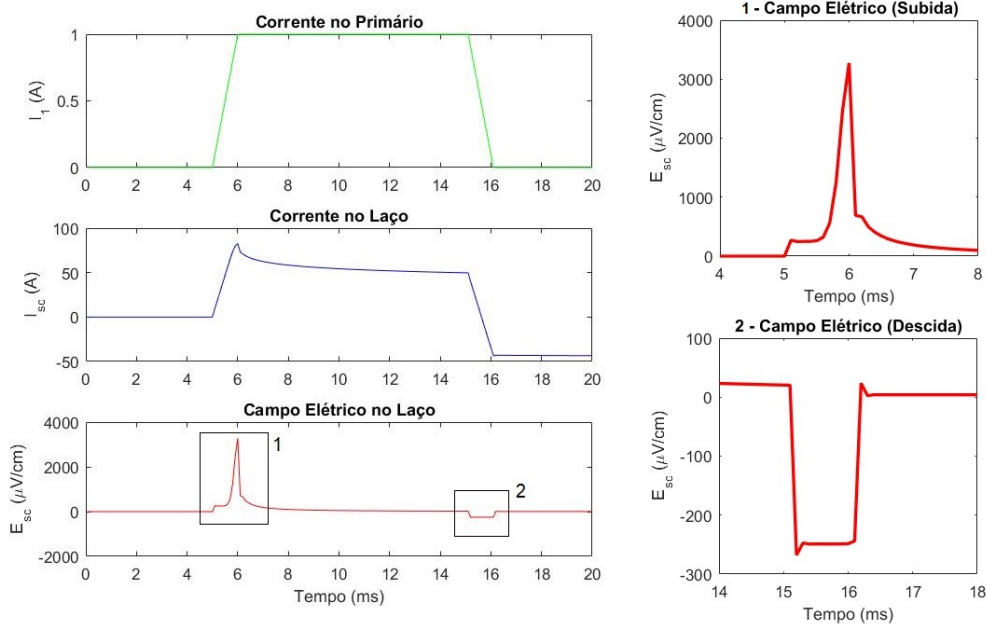 Corrente no Primário
I_1 (A)
1
0.5
0
0 2 4 6 8 10 12 14 16 18 20
Corrente no Laço
I_sc (A)
100
50
0
-50
0 2 4 6 8 10 12 14 16 18 20
Campo Elétrico no Laço
E_sc (µV/cm)
4000
2000
0
-2000
1
2
0 2 4 6 8 10 12 14 16 18 20
Tempo (ms)
1 - Campo Elétrico (Subida)
E_sc (µV/cm)
4000
3000
2000
1000
0
4 5 6 7 8
Tempo (ms)
2 - Campo Elétrico (Descida)
E_sc (µV/cm)
100
0
-100
-200
-300
14 15 16 17 18
Tempo (ms)